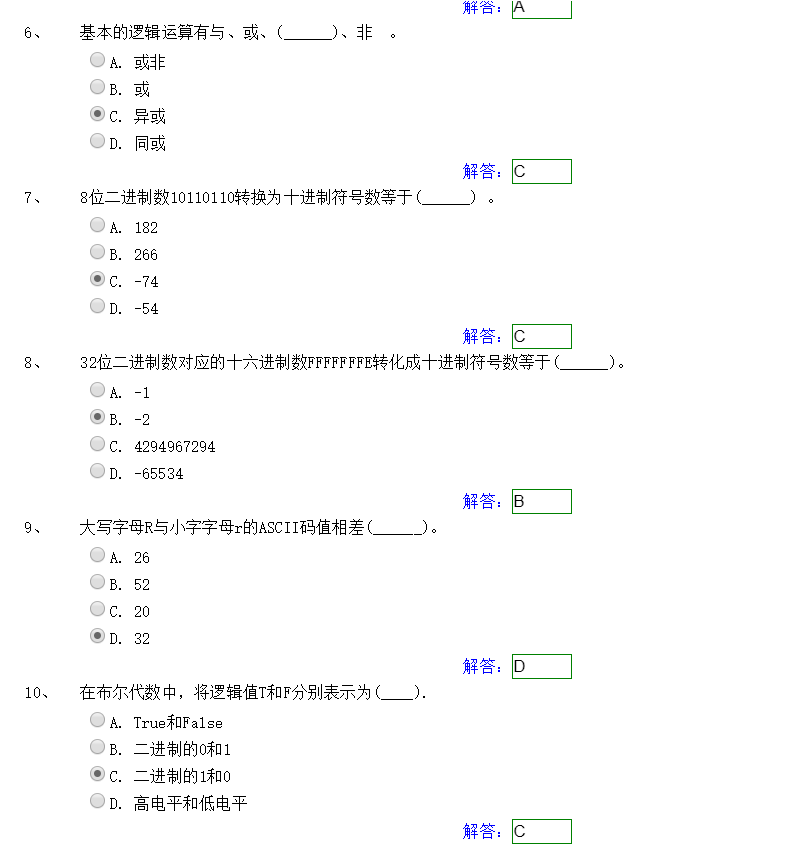 解答：A
6、 基本的逻辑运算有与、或、(______)、非 。
A. 或非
B. 或
C. 异或
D. 同或
解答：C
7、 8位二进制数10110110转换为十进制符号数等于(______) 。
A. 182
B. 266
C. -74
D. -54
解答：C
8、 32位二进制数对应的十六进制数FFFFFFFE转化成十进制符号数等于(______)。
A. -1
B. -2
C. 4294967294
D. -65534
解答：B
9、 大写字母R与小字字母r的ASCII码值相差(______)。
A. 26
B. 52
C. 20
D. 32
解答：D
10、 在布尔代数中，将逻辑值T和F分别表示为(____).
A. True和False
B. 二进制的0和1
C. 二进制的1和0
D. 高电平和低电平
解答：C